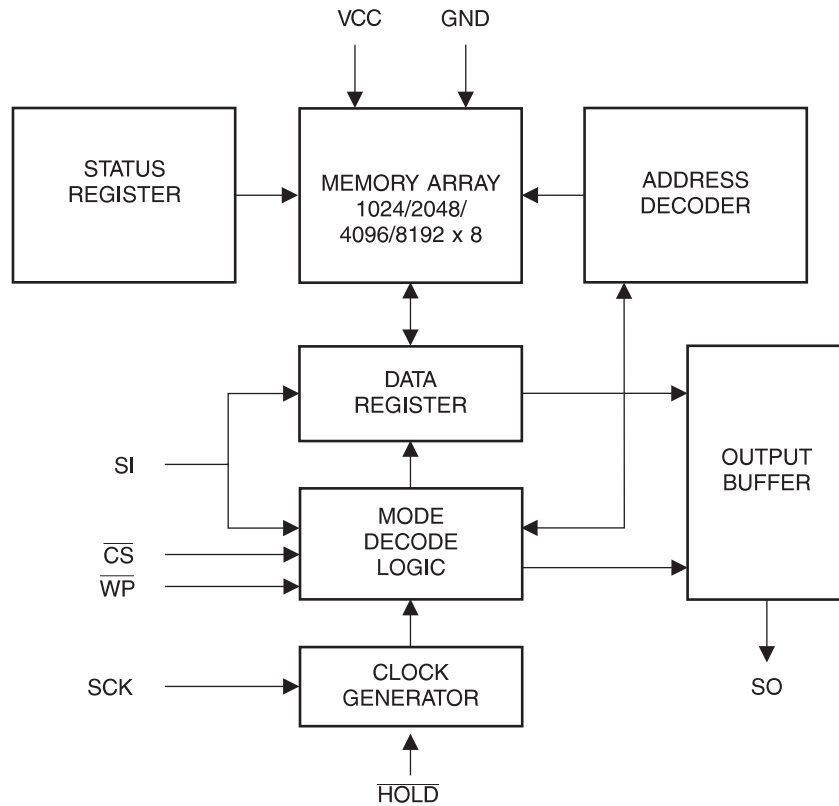 VCC
GND
STATUS
REGISTER
MEMORY ARRAY
1024/2048/
4096/8192 x 8
ADDRESS
DECODER
DATA
REGISTER
SI
MODE
DECODE
LOGIC
OUTPUT
BUFFER
CS
WP
SCK
CLOCK
GENERATOR
SO
HOLD